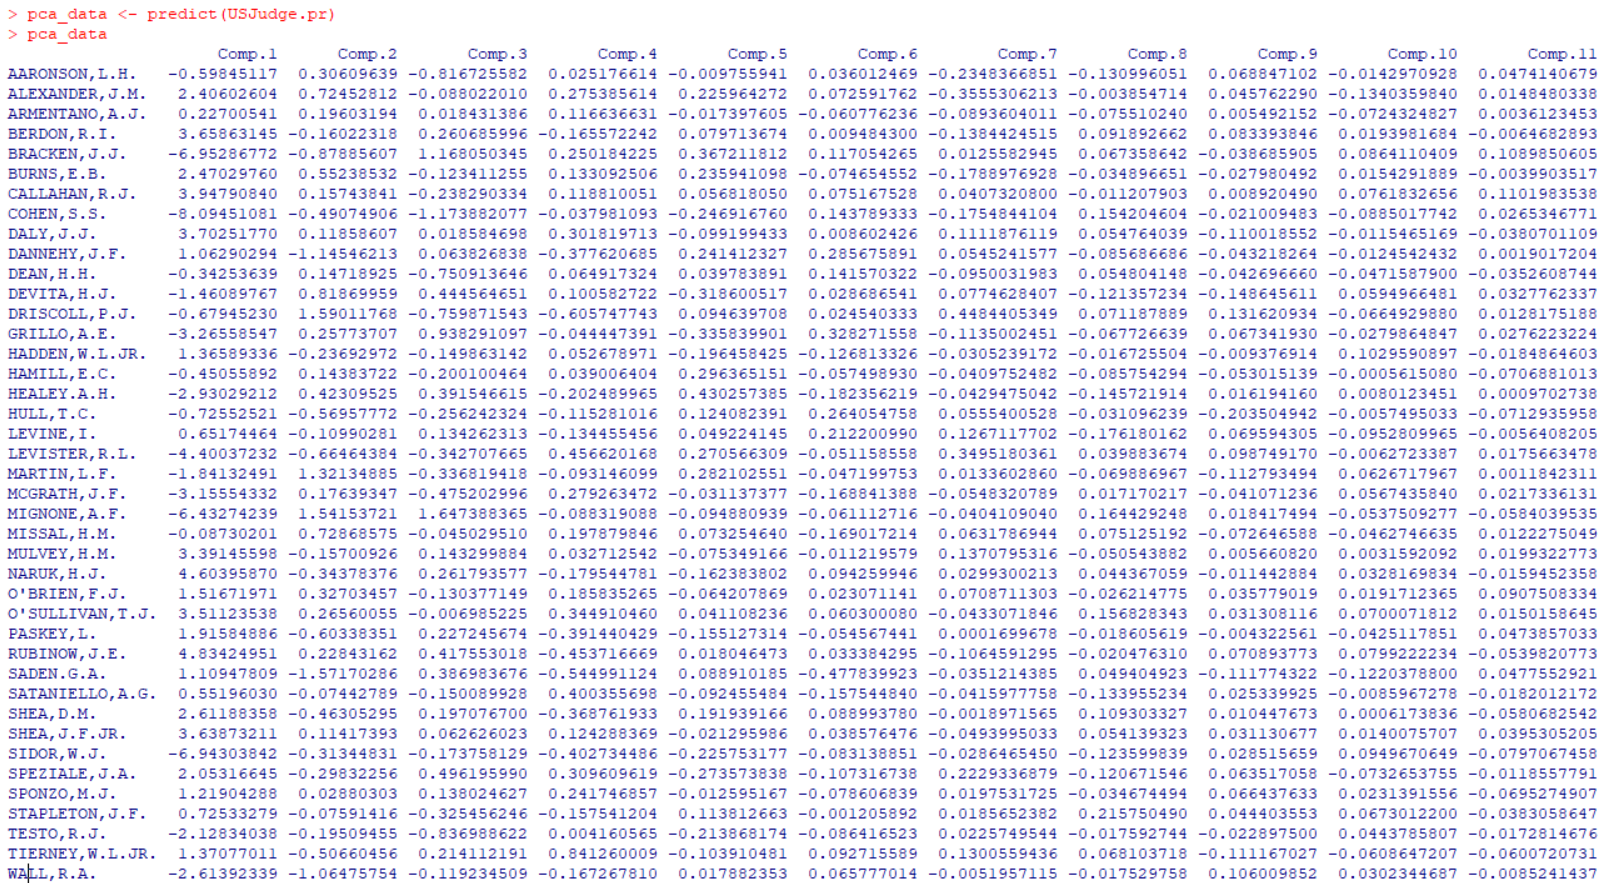 > pca_data <- predict(USJudge.pr)
> pca_data
Comp.1 Comp.2 Comp.3 Comp.4 Comp.5 Comp.6 Comp.7 Comp.8 Comp.9 Comp.10 Comp.11
AARONSON,L.H. -0.59845117 0.30609639 -0.816725582 0.025176614 -0.009755941 0.036012469 -0.2348366851 -0.130996051 0.068847102 -0.0142970928 0.0474140679
ALEXANDER,J.M. 2.40602604 0.72452812 -0.088022010 0.275385614 0.225964272 0.072591762 -0.3555306213 -0.003854714 0.045762290 -0.1340359840 0.0148480338
ARMENTANO,A.J. 0.22700541 0.19603194 0.018431386 0.116636631 -0.017397605 -0.060776236 -0.0893604011 -0.075510240 0.005492152 -0.0724324827 0.0036123453
BERDON,R.I. 3.65863145 -0.16022318 0.260685996 -0.165572242 0.079713674 0.009484300 -0.1384424515 0.091892662 0.083393846 0.0193981684 -0.0064682893
BRACKEN,J.J. -6.95286772 -0.87885607 1.168050345 0.250184225 0.367211812 0.117054265 0.0125582945 0.067358642 -0.038685905 0.0864110409 0.1089850605
BURNS,E.B. 2.47029760 0.55238532 -0.123411255 0.133092506 0.235941098 -0.074654552 -0.1788976928 -0.034896651 -0.027980492 0.0154291889 -0.0039903517
CALLAHAN,R.J. 3.94790840 0.15743841 -0.238290334 0.118810051 0.056818050 0.075167528 0.0407320800 -0.011207903 0.008920490 0.0761832656 0.1101983538
COHEN,S.S. -8.09451081 -0.49074906 -1.173882077 -0.037981093 -0.246916760 0.143789333 -0.1754844104 0.154204604 -0.021009483 -0.0885017742 0.0265346771
DALY,J.J. 3.70251770 0.11858607 0.018584698 0.301819713 -0.099199433 0.008602426 0.1111876119 0.054764039 -0.110018552 -0.0115465169 -0.0380701109
DANNEHY,J.F. 1.06290294 -1.14546213 0.063826838 -0.377620685 0.241412327 0.285675891 0.0545241577 -0.085686686 -0.043218264 -0.0124542432 0.0019017204
DEAN,H.H. -0.34253639 0.14718925 -0.750913646 0.064917324 0.039783891 0.141570322 -0.0950031983 0.054804148 -0.042696660 -0.0471587900 -0.0352608744
DEVITA,H.J. -1.46089767 0.81869959 0.444564651 0.100582722 -0.318600517 0.028686541 0.0774628407 -0.121357234 -0.148645611 0.0594966481 0.0327762337
DRISCOLL,P.J. -0.67945230 1.59011768 -0.759871543 -0.605747743 0.094639708 0.024540333 0.4484405349 0.071187889 0.131620934 -0.0664929880 0.0128175188
GRILLO,A.E. -3.26558547 0.25773707 0.938291097 -0.044447391 -0.335839901 0.328271558 -0.1135002451 -0.067726639 0.067341930 -0.0279864847 0.0276223224
HADDEN,W.L.JR. 1.36589336 -0.23692972 -0.149863142 0.052678971 -0.196458425 -0.126813326 -0.0305239172 -0.016725504 -0.009376914 0.1029590897 -0.0184864603
HAMILL,E.C. -0.45055892 0.14383722 -0.200100464 0.039006404 0.296365151 -0.057498930 -0.0409752482 -0.085754294 -0.053015139 -0.0005615080 -0.0706881013
HEALEY.A.H. -2.93029212 0.42309205 0.391546615 -0.202489965 0.430257385 -0.182356219 -0.0429475042 -0.145721914 0.016194160 0.0080123451 0.0009702738
HULL,T.C. -0.72552521 -0.56957772 -0.256242324 -0.115281016 0.124082391 0.264054758 0.0555400528 -0.031096239 -0.203504942 -0.0057495033 -0.0712935958
LEVINE,I. 0.65174464 -0.10990281 0.134262313 -0.134455456 0.049224145 0.212200990 0.1267117702 -0.176180162 0.069594305 -0.0952809965 -0.0056408205
LEVISTER,R.L. -4.40037232 -0.66464384 -0.342707665 0.456620168 0.270566309 -0.051158558 0.3495180361 0.039883674 0.098749170 -0.0062723387 0.0175663478
MARTIN,L.F. -1.84132491 1.32134885 -0.336819418 -0.093146099 0.282102551 -0.047199753 0.0133602860 -0.069886967 -0.112793494 0.0626717967 0.0011842311
MCGRATH,J.F. -3.15554332 0.17639347 -0.475202996 0.279263472 -0.031137377 -0.168841388 -0.0548320789 0.017170217 -0.041071236 0.0567435840 0.0217336131
MIGNONE,A.F. -6.43274239 1.54153721 1.647388365 -0.088319088 -0.094880939 -0.061112716 -0.0404109040 0.164429248 0.018417494 -0.0537509277 -0.0584039535
MISSAL,H.M. -0.08730201 0.72868575 -0.045029510 0.197879846 0.073254640 -0.169017214 0.0631786944 0.075125192 -0.072646588 -0.0462746635 0.0122275049
MULVEY,H.M. 3.39145598 -0.15700926 0.143299884 0.032712542 -0.075349166 -0.011219579 0.1370795316 -0.050543882 0.005660820 0.0031592092 0.0199322773
NARUK,H.J. 4.60395870 -0.34378376 0.261793577 -0.179544781 -0.162383802 0.094259946 0.0299300213 0.044367059 -0.011442884 0.0328169834 -0.0159452358
O'BRIEN,F.J. 1.51671971 0.32703457 -0.130377149 0.185835265 -0.064207869 0.023071141 0.0708711303 -0.026214775 0.035779019 0.0191712365 0.0907508334
O'SULLIVAN,T.J. 3.51123538 0.26560055 -0.006985225 0.344910460 0.041108236 0.060300080 -0.0433071846 0.156828343 0.031308116 0.0700071812 0.0150158645
PASKEY,L. 1.91584886 -0.60338351 0.227245674 -0.391440429 -0.155127314 -0.054567441 0.0001699678 -0.018605619 -0.004322561 -0.0425117851 0.0473857033
RUBINOW,J.E. 4.83424951 0.22843162 0.417553018 -0.453716669 0.018046473 0.033384295 -0.1064591295 -0.020476310 0.070893773 0.0799222234 -0.0539820773
SADEN.G.A. 1.10947809 -1.57170286 0.386983676 -0.544991124 0.088910185 -0.477839923 -0.0351214385 0.049404923 -0.111774322 -0.1220378800 0.0477552921
SATANIELLO,A.G. 0.55196030 -0.07442789 -0.150089928 0.400355698 -0.092455484 -0.157544840 -0.0415977758 -0.133955234 0.025339925 -0.0085967278 -0.0182012172
SHEA,D.M. 2.61188358 -0.46305295 0.197076700 -0.368761933 0.191939166 0.088993780 -0.0018971565 0.109303327 0.010447673 0.0006173836 -0.0580682542
SHEA,J.F.JR. 3.63873211 0.11417393 0.062626023 0.124288369 -0.021295986 0.038576476 -0.0493995033 0.054139323 0.031130677 0.0140075707 0.0395305205
SIDOR,W.J. -6.94303842 -0.31344831 -0.173758129 -0.402734486 -0.225753177 -0.083138851 -0.0286465450 -0.123599839 0.028515659 0.0949670649 -0.0797067458
SPEZIALE,J.A. 2.05316645 -0.29832256 0.496195990 0.309609619 -0.273573838 -0.107316738 0.2229336879 -0.120671546 0.063517058 -0.0732653755 -0.0118557791
SPONZO,M.J. 1.21904288 0.02880303 0.138024627 0.241746857 -0.012595167 -0.080786639 0.0197531725 -0.034674494 0.066437633 0.0231391556 -0.0695274907
STAPLETON,J.F. 0.72533279 -0.07591416 -0.325456246 -0.157541204 0.113812663 -0.001205892 0.0185652382 0.215750490 0.044403553 0.0673012200 -0.0383058647
TESTO,R.J. -2.12834038 -0.19509455 -0.836988622 0.004160565 -0.213868174 -0.086416523 0.0225749544 -0.017592744 -0.022897500 0.0443785807 -0.0172814676
TIERNEY,W.L.JR. 1.37077011 -0.50660456 0.214112191 0.841260009 -0.103910481 0.092715589 0.1300559436 0.068103718 -0.111167027 -0.0608647207 -0.0600720731
WALL,R.A. -2.61392339 -1.06475754 -0.119234509 -0.167267810 0.017882353 0.065777014 -0.0051957115 -0.017529758 0.106009852 0.0302344687 -0.0085241437